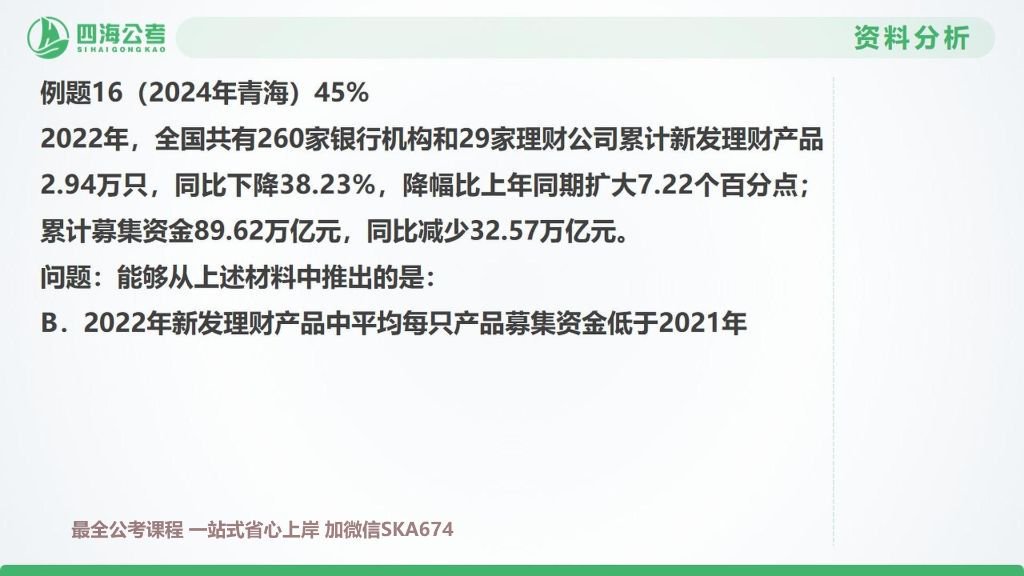 四海公考
SIHAIGONGKAO
资料分析
例题16（2024年青海）45%
2022年，全国共有260家银行机构和29家理财公司累计新发理财产品
2.94万只，同比下降38.23%，降幅比上年同期扩大7.22个百分点；
累计募集资金89.62万亿元，同比减少32.57万亿元。
问题：能够从上述材料中推出的是：
B．2022年新发理财产品中平均每只产品募集资金低于2021年
最全公考课程 一站式省心上岸 加微信SKA674